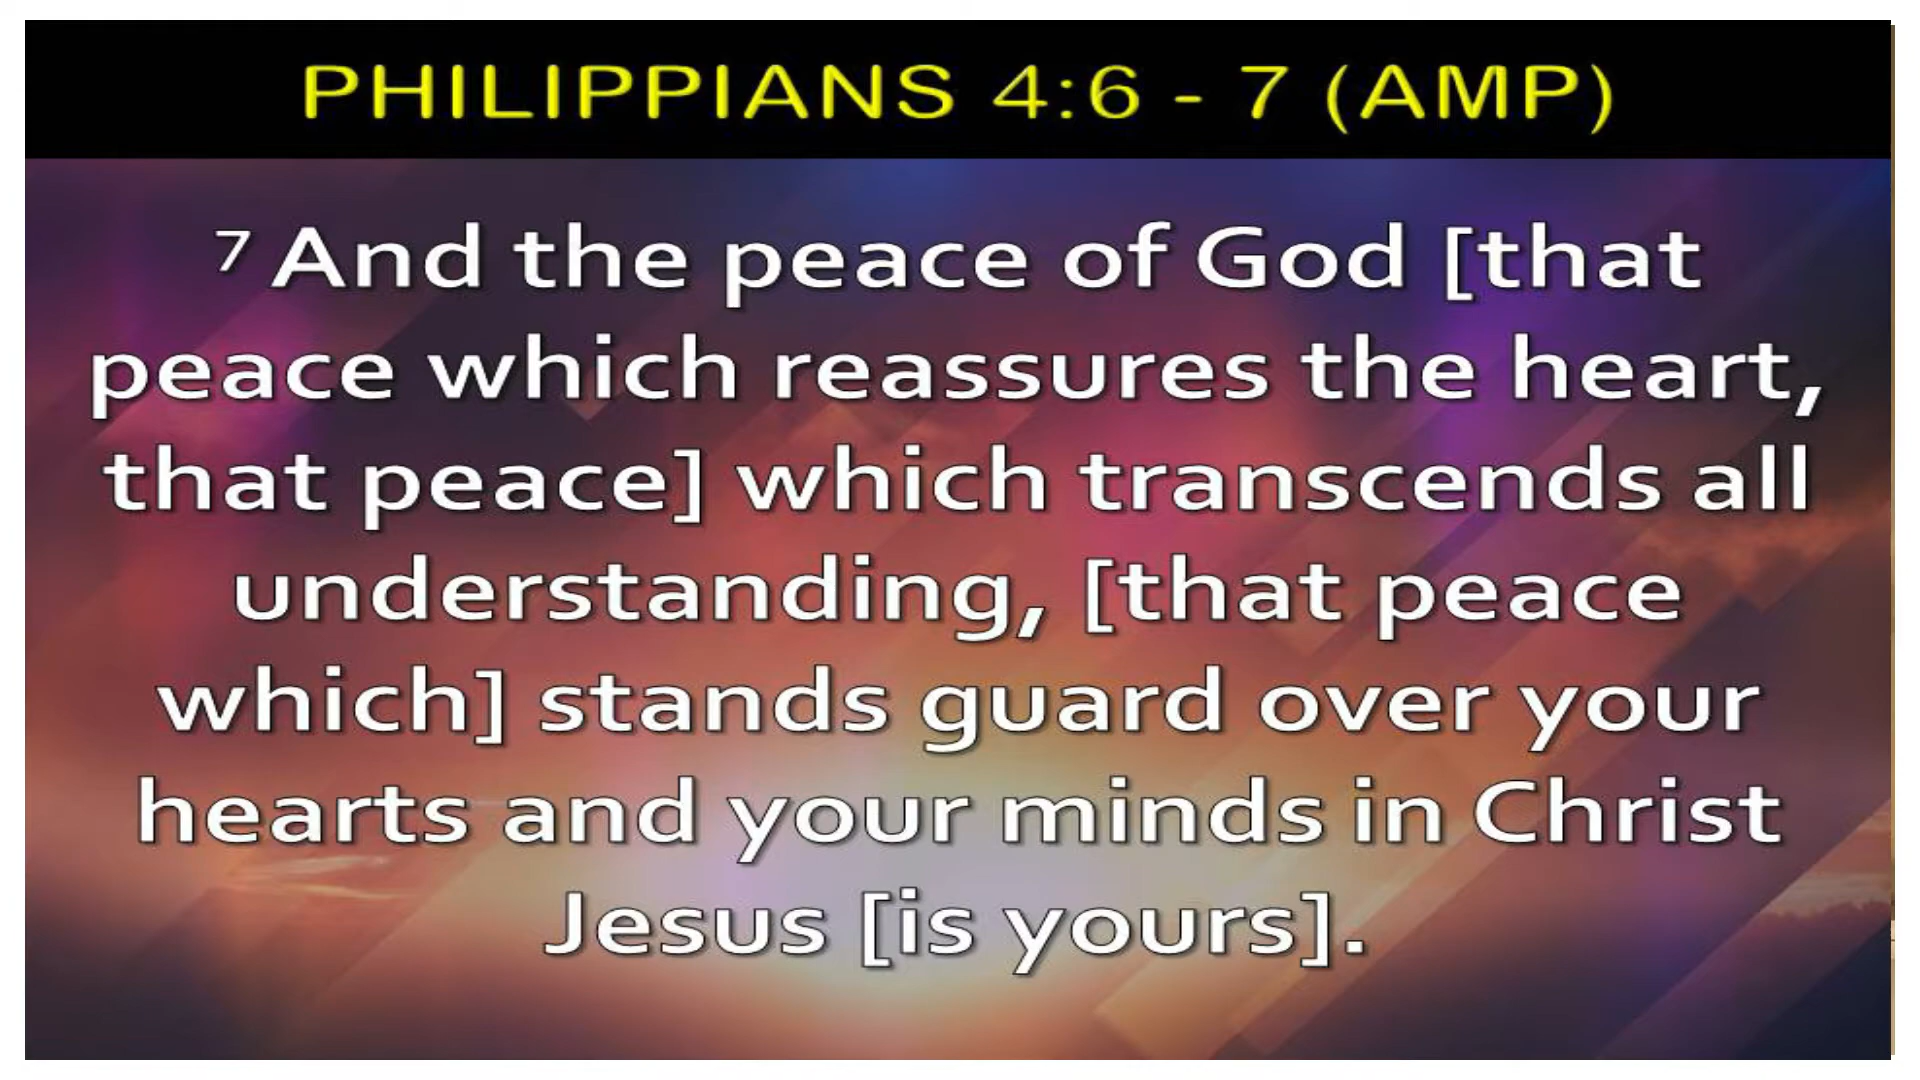 PHILIPPIANS 4:6 - 7 (AMP)
7 And the peace of God [that
peace which reassures the heart,
that peace] which transcends all
understanding, [that peace
which] stands guard over your
hearts and your minds in Christ
Jesus [is yours].